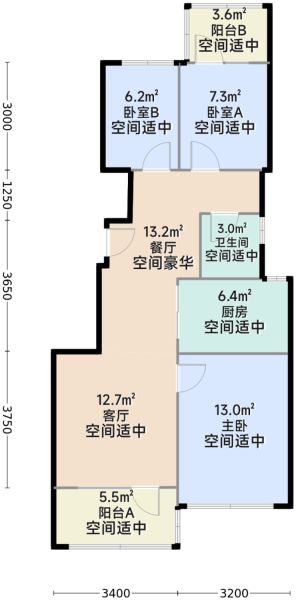 3.6㎡
阳台B
空间适中
6.2㎡
卧室B
空间适中
7.3㎡
卧室A
空间适中
3000
1250
13.2㎡
餐厅
空间豪华
3.0㎡
卫生间
空间适中
3650
6.4㎡
厨房
空间适中
12.7㎡
客厅
空间适中
13.0㎡
主卧
空间适中
3750
5.5㎡
阳台A
空间适中
3400
3200